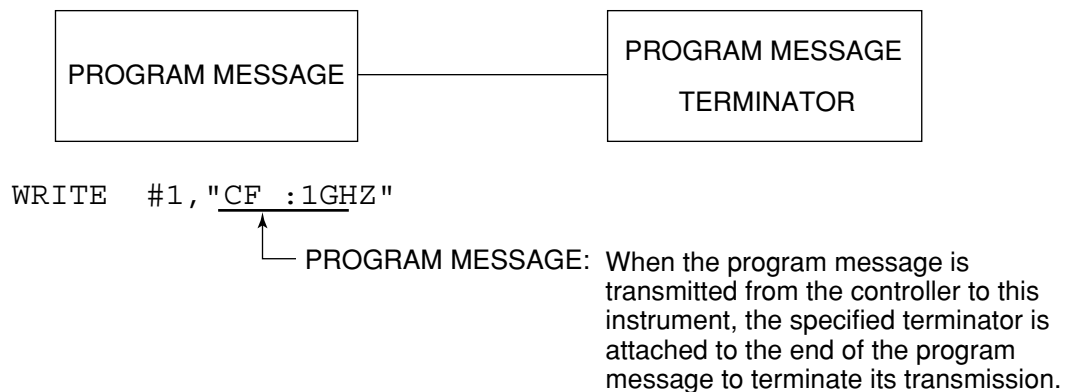 PROGRAM MESSAGE
PROGRAM MESSAGE
TERMINATOR
WRITE #1,"CF :1GHZ"
PROGRAM MESSAGE: When the program message is
transmitted from the controller to this
instrument, the specified terminator is
attached to the end of the program
message to terminate its transmission.